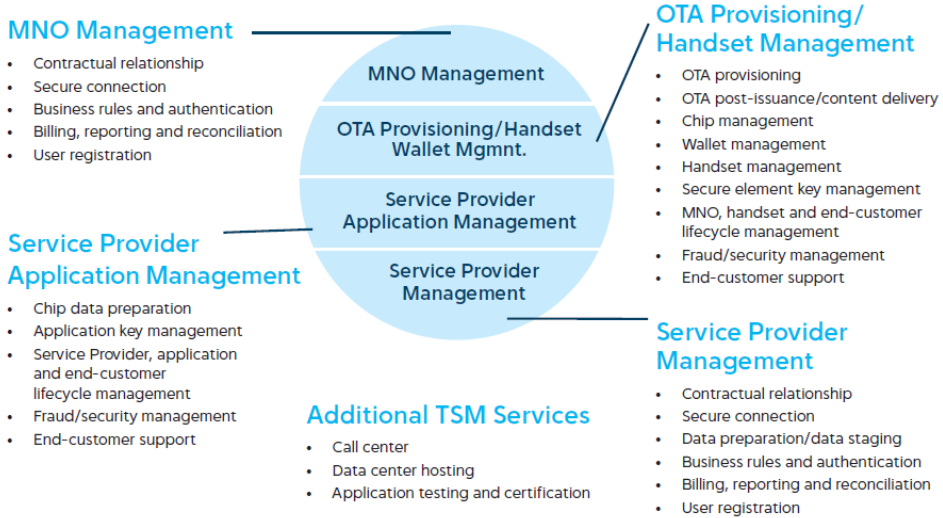 MNO Management
• Contractual relationship
• Secure connection
• Business rules and authentication
• Billing, reporting and reconciliation
• User registration
Service Provider
Application Management
• Chip data preparation
• Application key management
• Service Provider, application
and end-customer
lifecycle management
• Fraud/security management
• End-customer support
MNO Management
OTA Provisioning/Handset
Wallet Mgmnt.
Service Provider
Application Management
Service Provider
Management
Additional TSM Services
• Call center
• Data center hosting
• Application testing and certification
OTA Provisioning/
Handset Management
• OTA provisioning
• OTA post-issuance/content delivery
• Chip management
• Wallet management
• Handset management
• Secure element key management
• MNO, handset and end-customer
lifecycle management
• Fraud/security management
• End-customer support
Service Provider
Management
• Contractual relationship
• Secure connection
• Data preparation/data staging
• Business rules and authentication
• Billing, reporting and reconciliation
• User registration